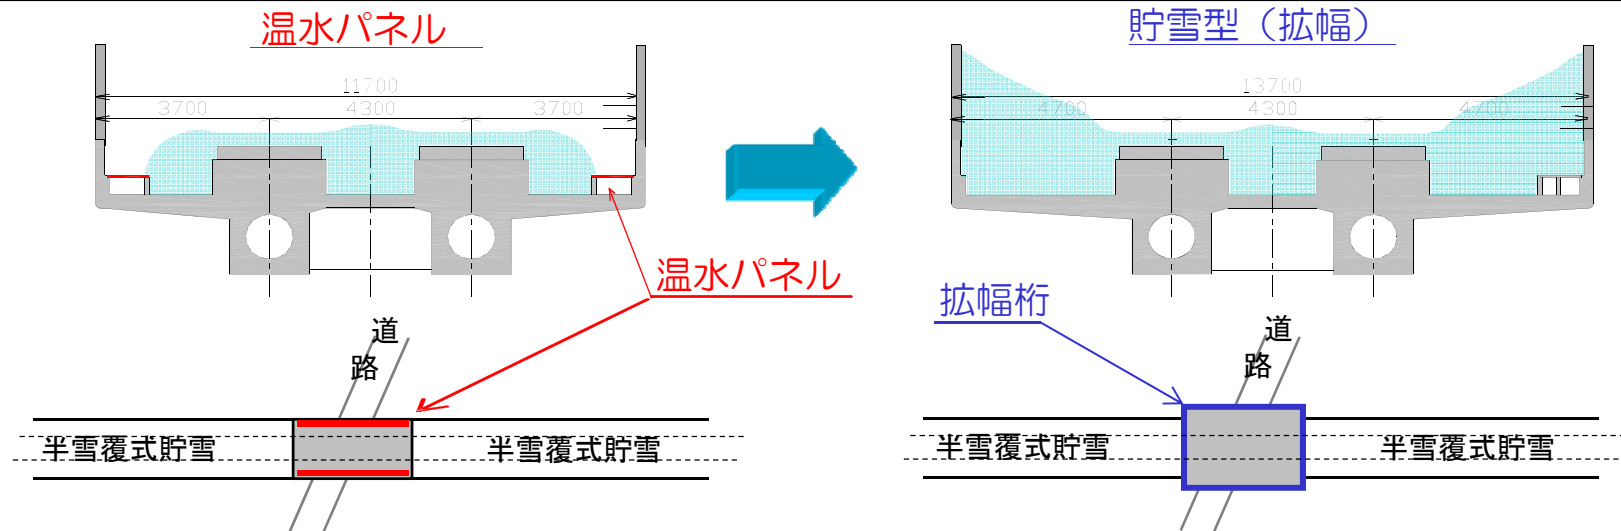 温水パネル
11700
3700 4300 3700
温水パネル
道
路
半雪覆式貯雪 半雪覆式貯雪
貯雪型（拡幅）
13700
4700 4300 4700
拡幅桁
道
路
半雪覆式貯雪 半雪覆式貯雪